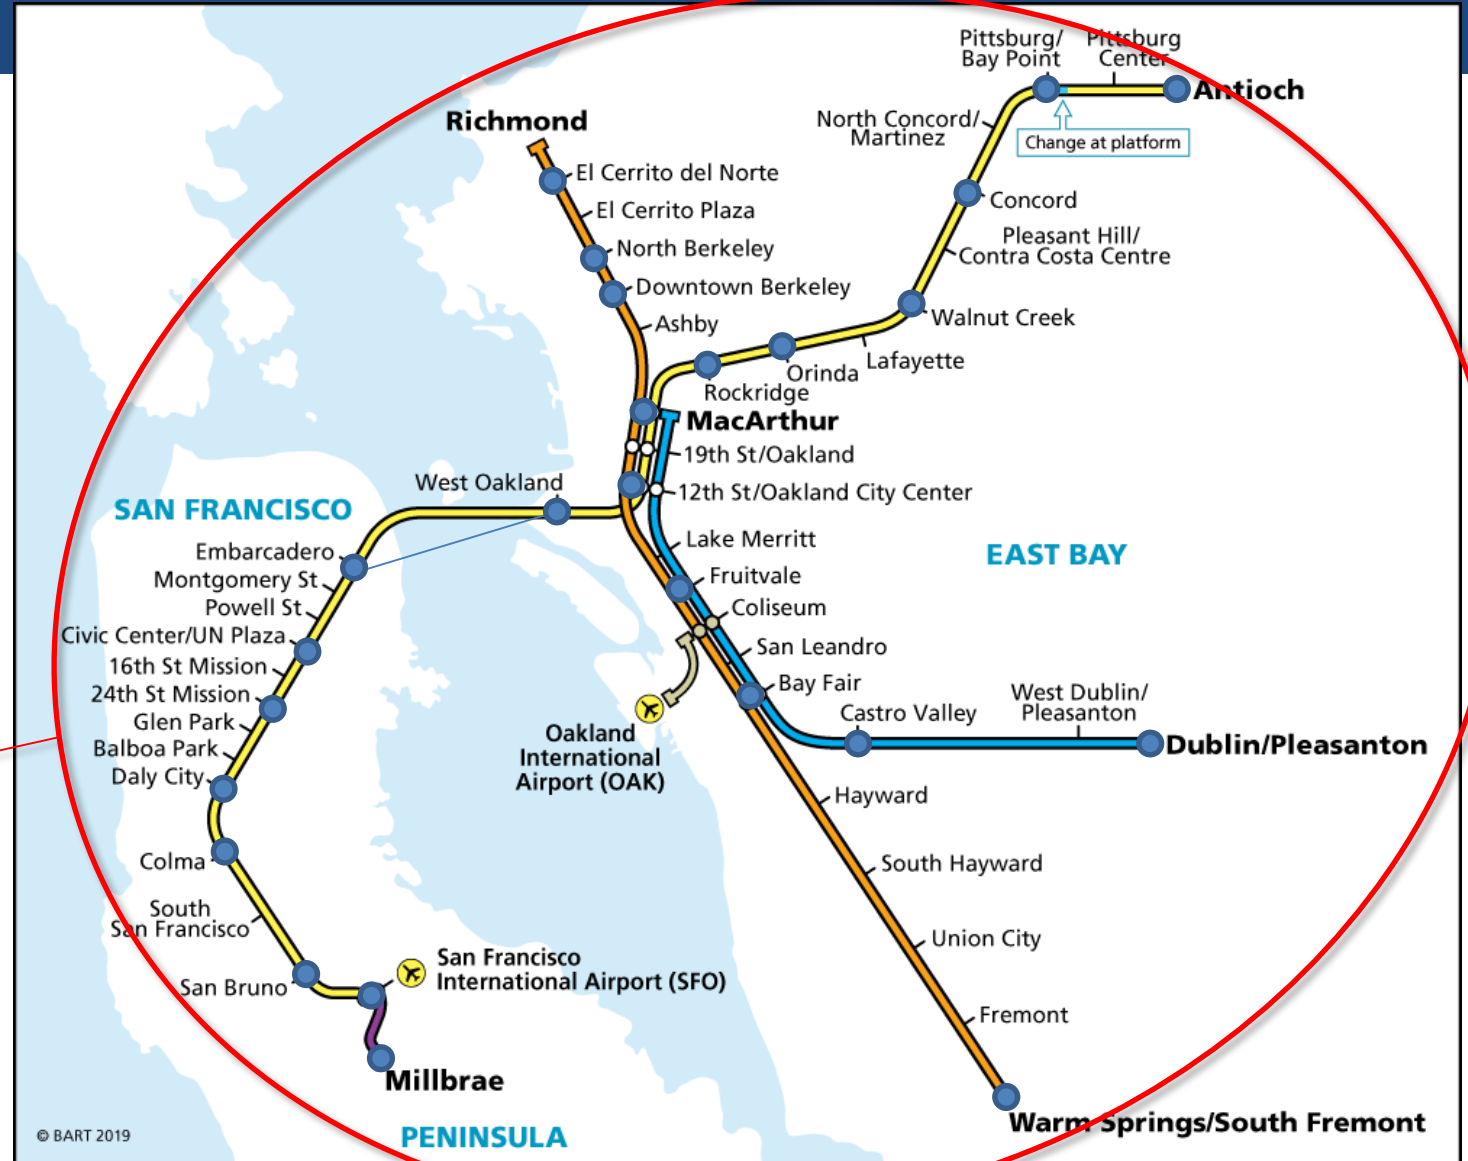 Pittsburg/
Bay Point
Pittsburg
Center
Antioch
North Concord/
Martinez
Change at platform
Richmond
El Cerrito del Norte
Concord
El Cerrito Plaza
Pleasant Hill/
Contra Costa Centre
North Berkeley
Downtown Berkeley
Walnut Creek
Ashby
Lafayette
Orinda
Rockridge
MacArthur
19th St/Oakland
West Oakland
12th St/Oakland City Center
SAN FRANCISCO
Lake Merritt
EAST BAY
Embarcadero
Montgomery St
Fruitvale
Powell St
Coliseum
Civic Center/UN Plaza
San Leandro
16th St Mission
24th St Mission
Bay Fair
West Dublin/
Pleasanton
Glen Park
Castro Valley
Oakland
International
Airport (OAK)
Balboa Park
Dublin/Pleasanton
Daly City
Hayward
Colma
South Hayward
South
San Francisco
Union City
San Francisco
International Airport (SFO)
San Bruno
Fremont
Millbrae
Warm Springs/South Fremont
© BART 2019
PENINSULA